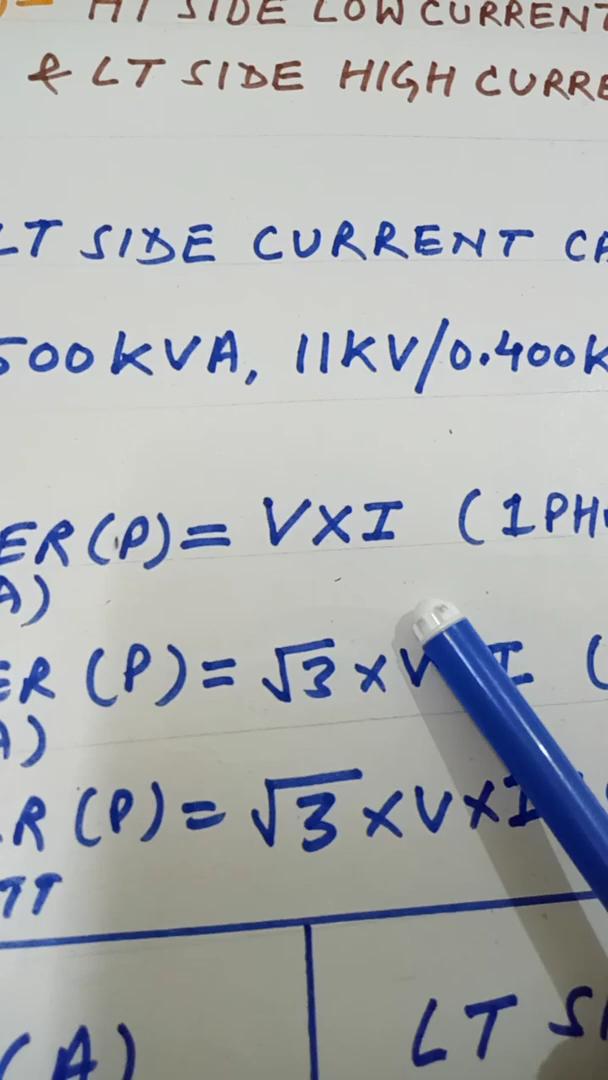 HT SIDE LOW CURRENT
& LT SIDE HIGH CURRE
LT SIDE CURRENT CA
500KVA, 11KV/0.400K
ER (P) = V X I (1PH
A)
ER (P) = √3 X V X I (
A)
R (P) = √3 X V X I
TT
(A)
LT SI